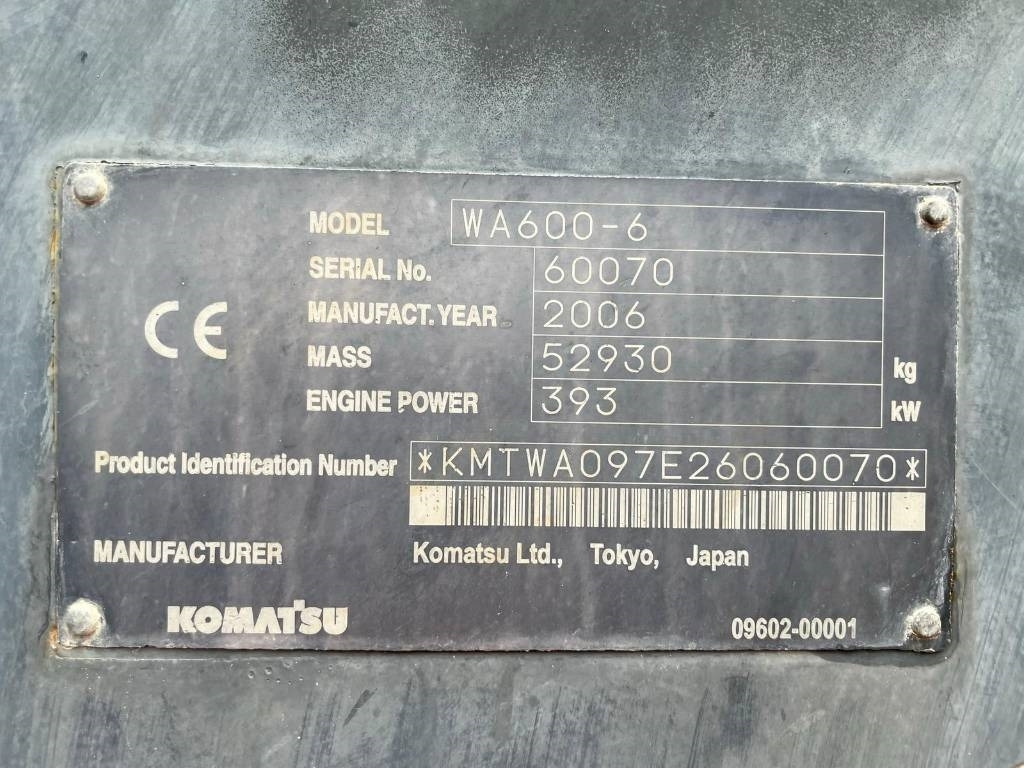 MODEL WA600-6
SERIAL No. 60070
MANUFACT.YEAR 2006
MASS 52930 kg
ENGINE POWER 393 kW
Product Identification Number *KMTWA097E26060070*
MANUFACTURER Komatsu Ltd., Tokyo, Japan
KOMATSU 09602-00001
CE